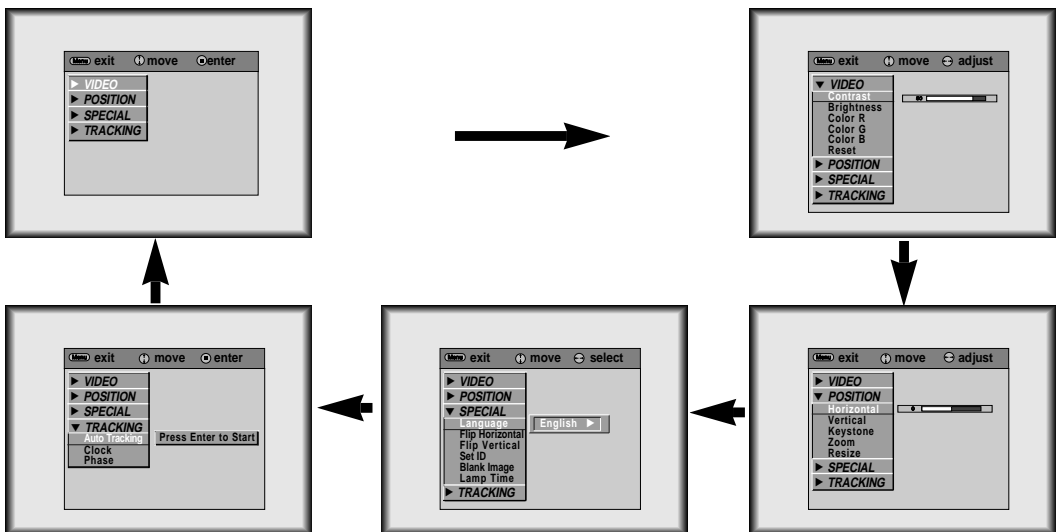 Menu exit move enter
VIDEO
POSITION
SPECIAL
TRACKING
Menu exit move adjust
VIDEO
Contrast
Brightness
Color R
Color G
Color B
Reset
POSITION
SPECIAL
TRACKING
Menu exit move enter
VIDEO
POSITION
SPECIAL
TRACKING
Auto Tracking Press Enter to Start
Clock
Phase
Menu exit move select
VIDEO
POSITION
SPECIAL
Language English
Flip Horizontal
Flip Vertical
Set ID
Blank Image
Lamp Time
TRACKING
Menu exit move adjust
VIDEO
POSITION
Horizontal
Vertical
Keystone
Zoom
Resize
SPECIAL
TRACKING